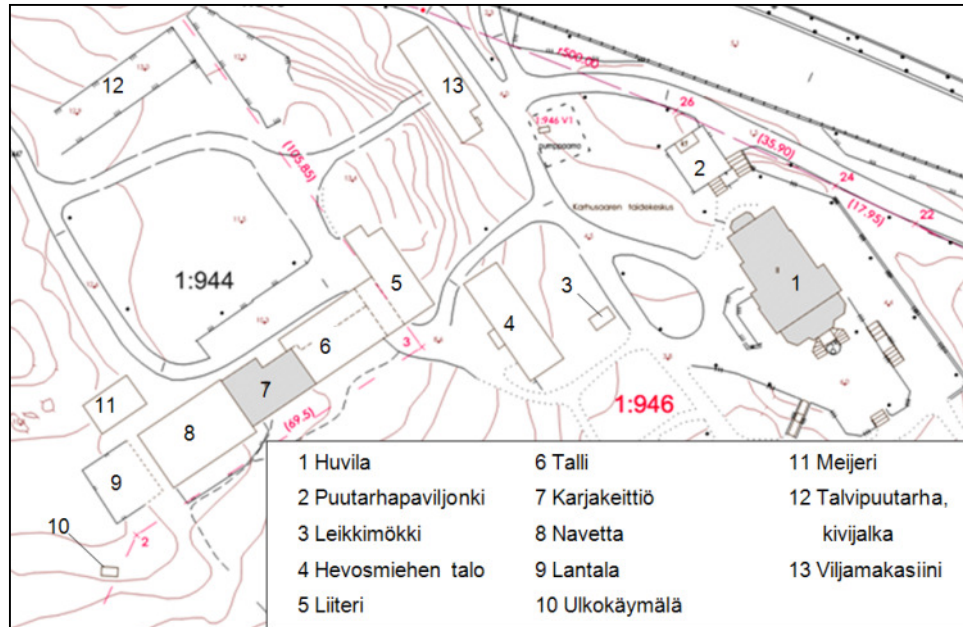 12
13
(500.00)
26
1:946 V1
pumppaamo
2
(35.90)
24
(17.95)
22
(105.85)
Karhusaaren taidekeskus
1:944
5
3
1
4
6
3
7
1:946
11
8
(69.5)
9
10
2
1 Huvila
2 Puutarhapaviljonki
3 Leikkimökki
4 Hevosmiehen talo
5 Liiteri
6 Talli
7 Karjakeittiö
8 Navetta
9 Lantala
10 Ulkokäymälä
11 Meijeri
12 Talvipuutarha,
kivijalka
13 Viljamakasiini